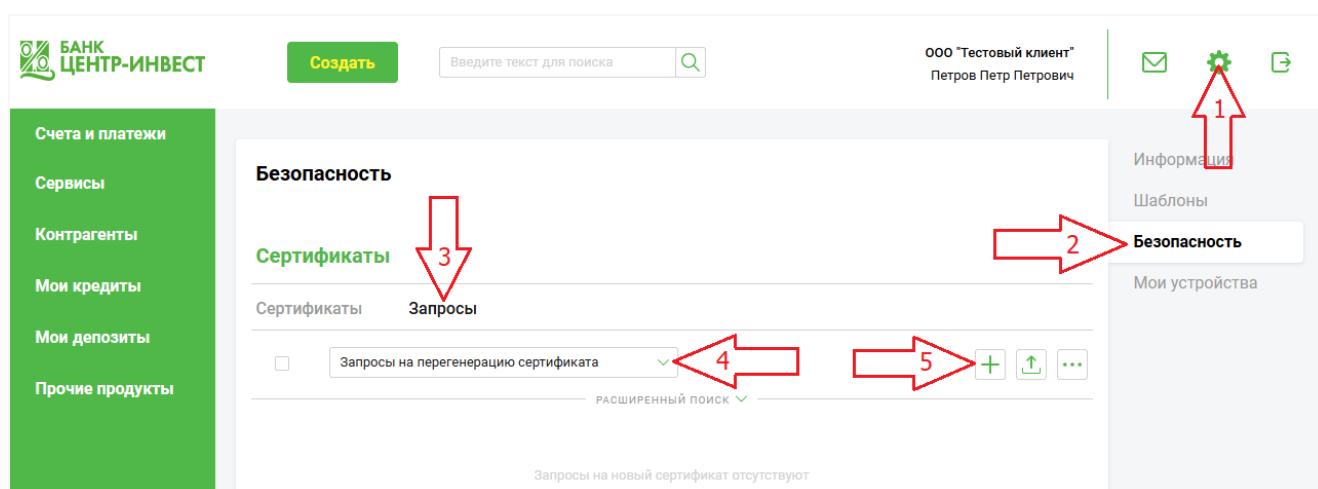 БАНК
ЦЕНТР-ИНВЕСТ
Создать
Введите текст для поиска
ООО "Тестовый клиент"
Петров Петр Петрович
1
Счета и платежи
Сервисы
Контрагенты
Мои кредиты
Мои депозиты
Прочие продукты
Безопасность
Сертификаты
3
Сертификаты Запросы
Запросы на перегенерацию сертификата
4
5
РАСШИРЕННЫЙ ПОИСК
Запросы на новый сертификат отсутствуют
Информация
Шаблоны
2
Безопасность
Мои устройства